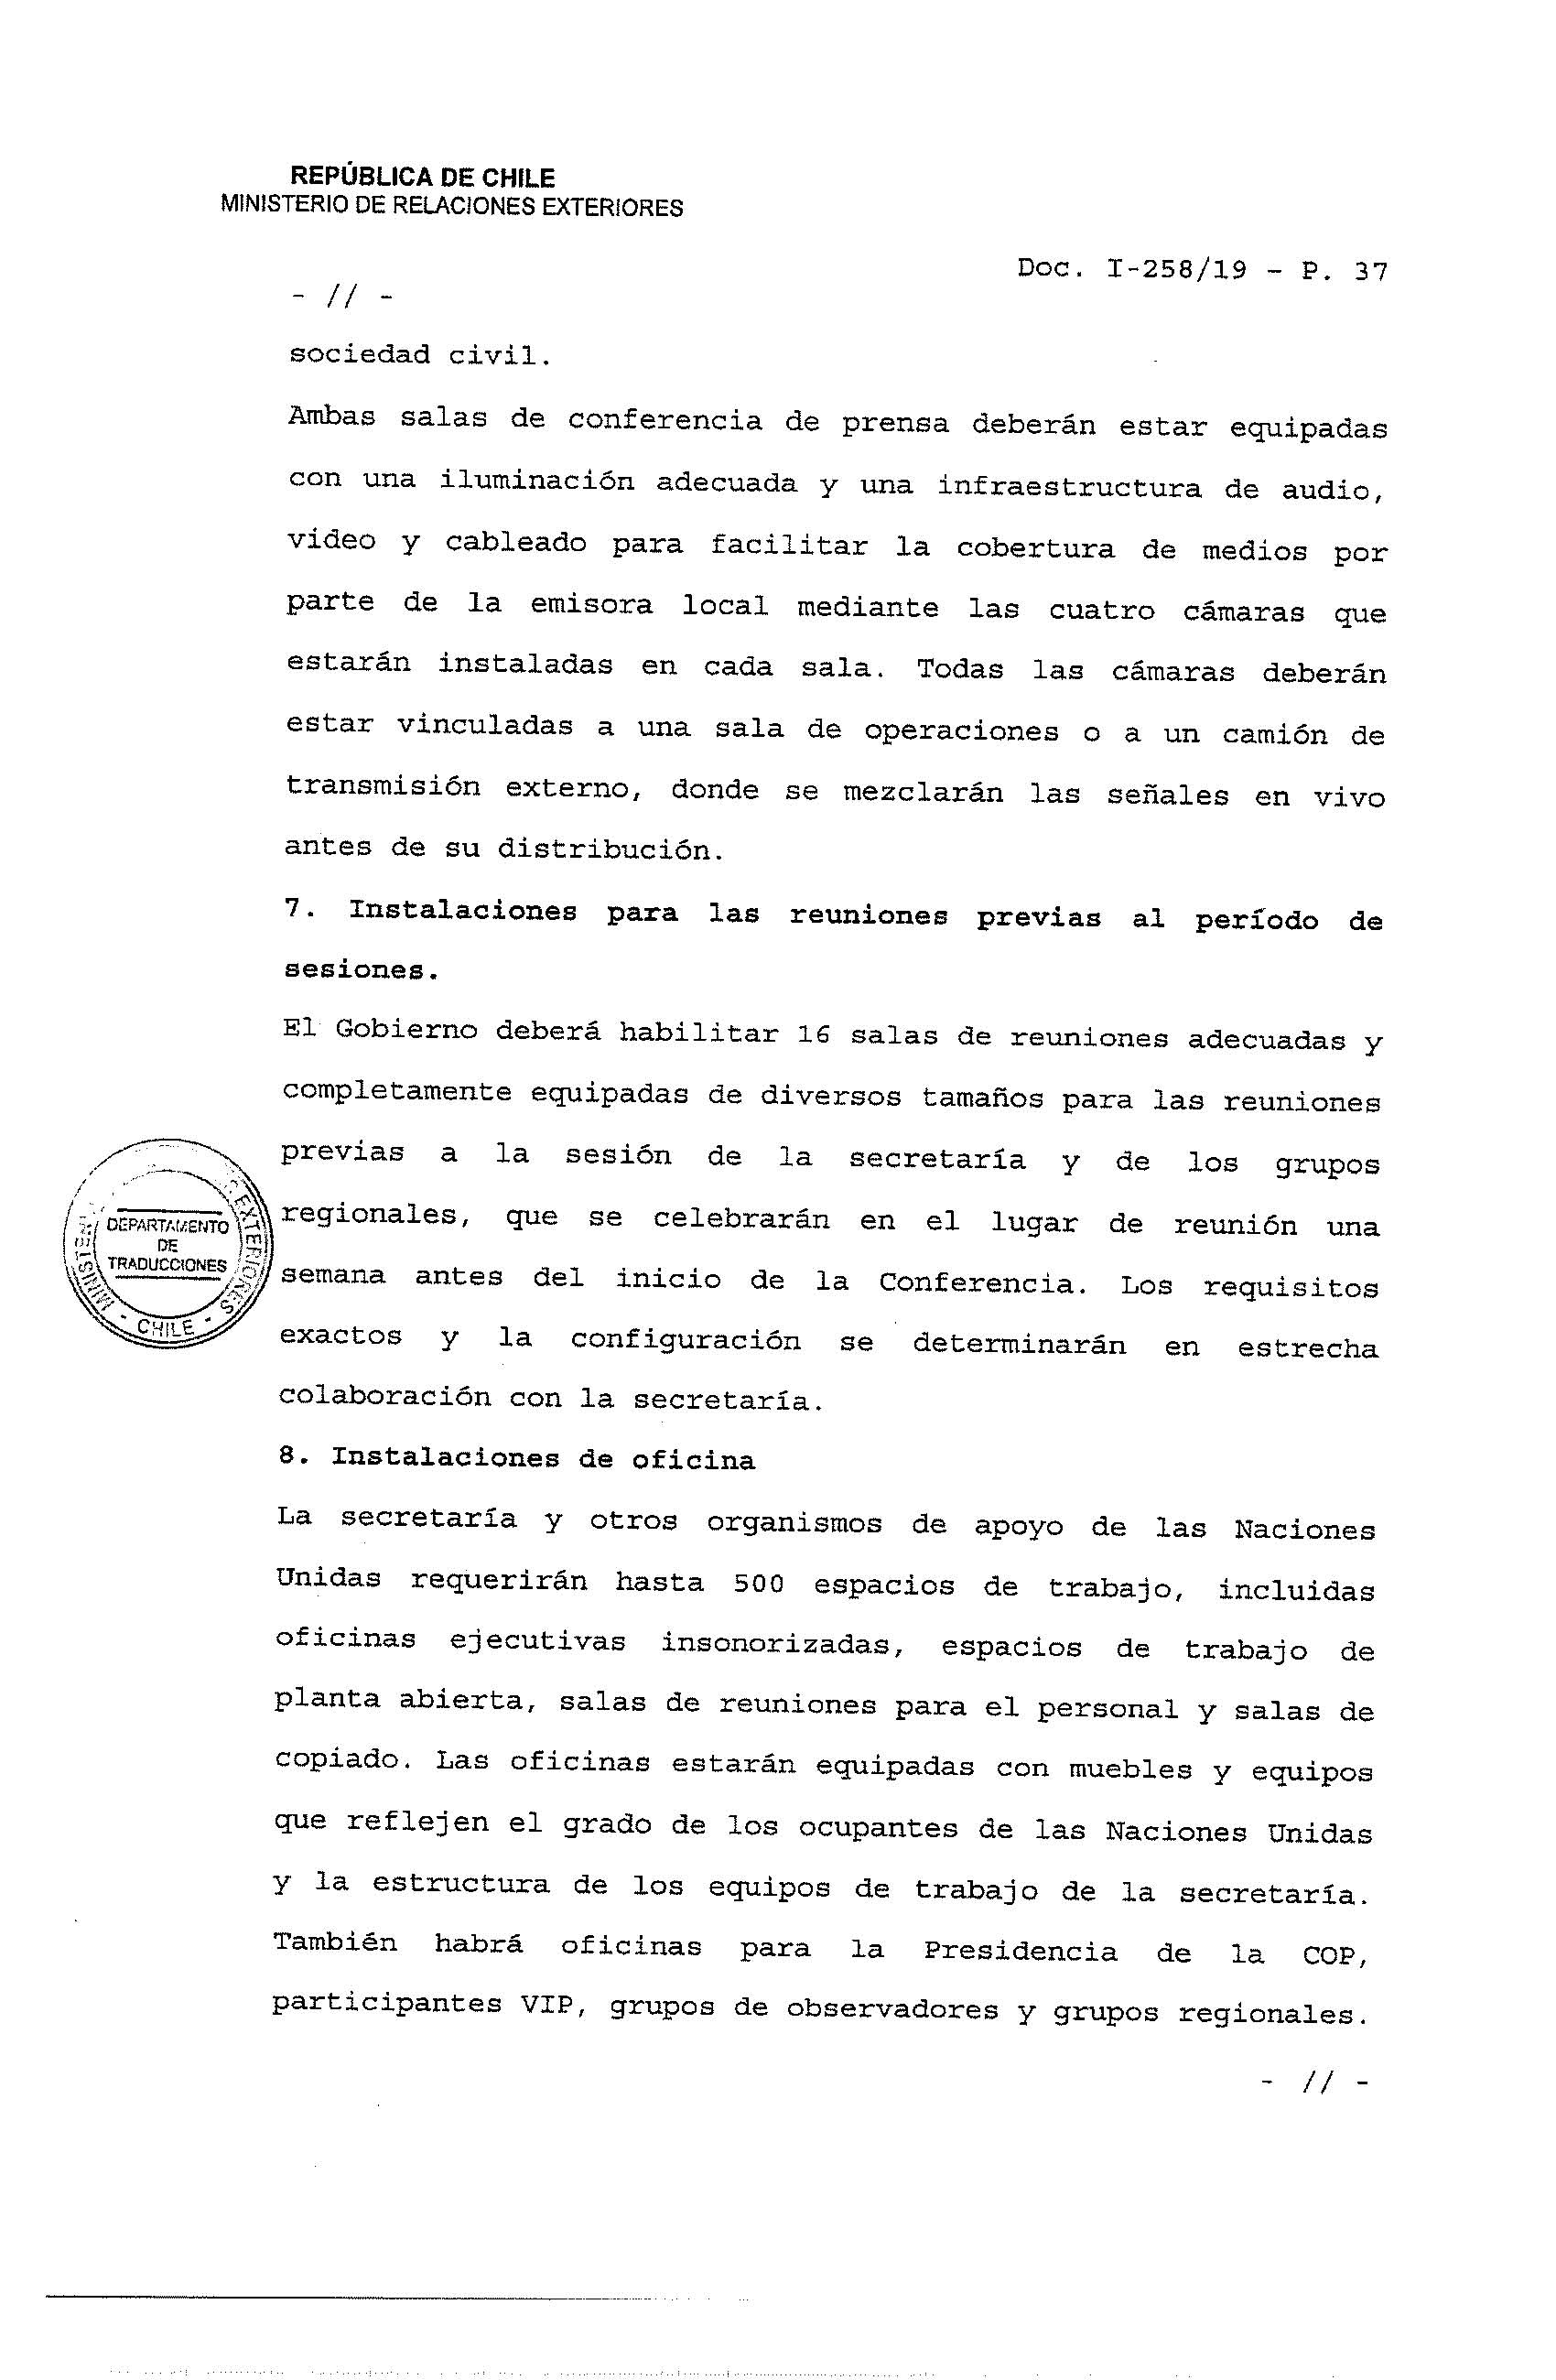 REPÚBLICA DE CHILE
MINISTERIO DE RELACIONES EXTERIORES
Doc. I-258/19 - P. 37
- // -
sociedad civil.
Ambas salas de conferencia de prensa deberán estar equipadas
con una iluminación adecuada y una infraestructura de audio,
video y cableado para facilitar la cobertura de medios por
parte de la emisora local mediante las cuatro cámaras que
estarán instaladas en cada sala. Todas las cámaras deberán
estar vinculadas a una sala de operaciones o a un camión de
transmisión externo, donde se mezclarán las señales en vivo
antes de su distribución.
7. Instalaciones para las reuniones previas al período de
sesiones.
El Gobierno deberá habilitar 16 salas de reuniones adecuadas y
completamente equipadas de diversos tamaños para las reuniones
previas a la sesión de la secretaría y de los grupos
regionales, que se celebrarán en el lugar de reunión una
semana antes del inicio de la Conferencia. Los requisitos
exactos y la configuración se determinarán en estrecha
colaboración con la secretaría.
8. Instalaciones de oficina
La secretaría y otros organismos de apoyo de las Naciones
Unidas requerirán hasta 500 espacios de trabajo, incluidas
oficinas ejecutivas insonorizadas, espacios de trabajo de
planta abierta, salas de reuniones para el personal y salas de
copiado. Las oficinas estarán equipadas con muebles y equipos
que reflejen el grado de los ocupantes de las Naciones Unidas
y la estructura de los equipos de trabajo de la secretaría.
También habrá oficinas para la Presidencia de la COP,
participantes VIP, grupos de observadores y grupos regionales.
- // -
DEPARTAMENTO
DE
TRADUCCIONES
EXTERIORES
- CHILE -